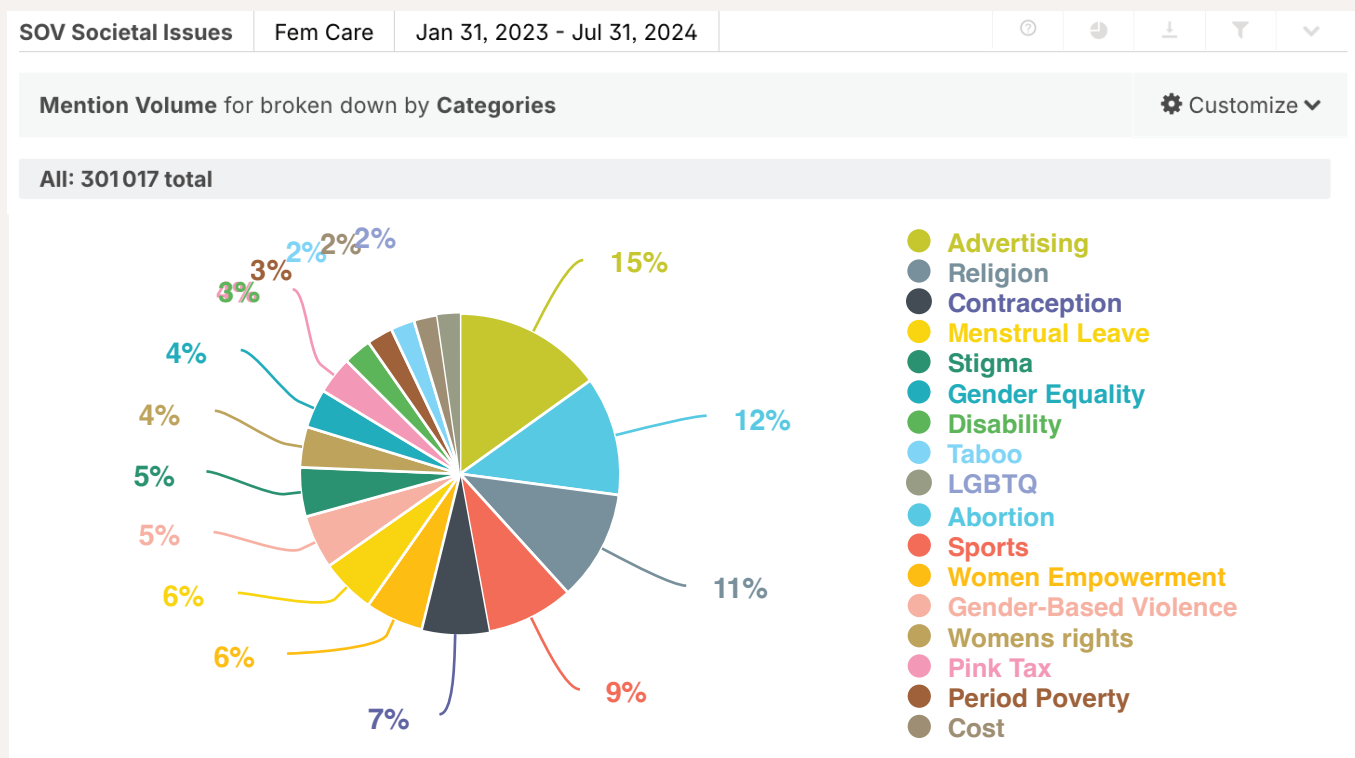 SOV Societal Issues Fem Care Jan 31, 2023 - Jul 31, 2024
Mention Volume for broken down by Categories Customize
All: 301017 total
2%
2%
2%
3%
3%
4%
4%
5%
5%
6%
6%
7%
9%
11%
12%
15%
Advertising
Religion
Contraception
Menstrual Leave
Stigma
Gender Equality
Disability
Taboo
LGBTQ
Abortion
Sports
Women Empowerment
Gender-Based Violence
Womens rights
Pink Tax
Period Poverty
Cost